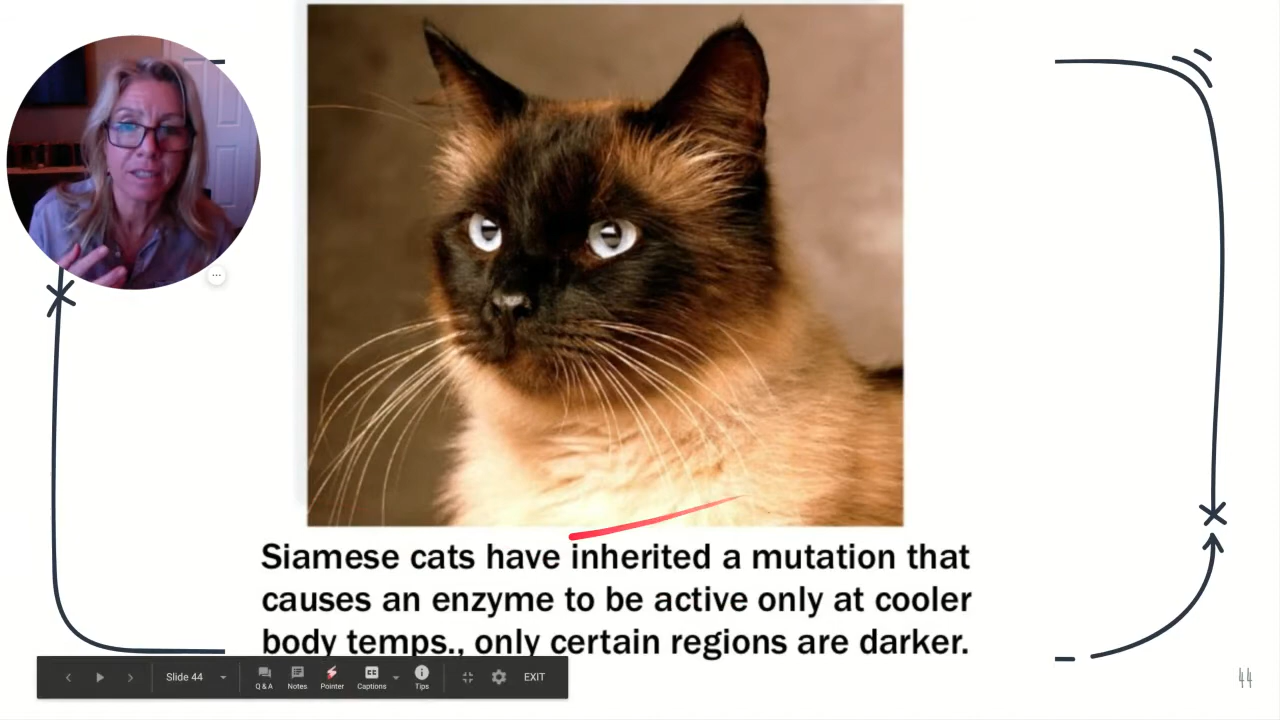 Siamese cats have inherited a mutation that
causes an enzyme to be active only at cooler
body temps., only certain regions are darker.
Slide 44
Q & A
Notes
Pointer
CC
Captions
Tips
EXIT
44